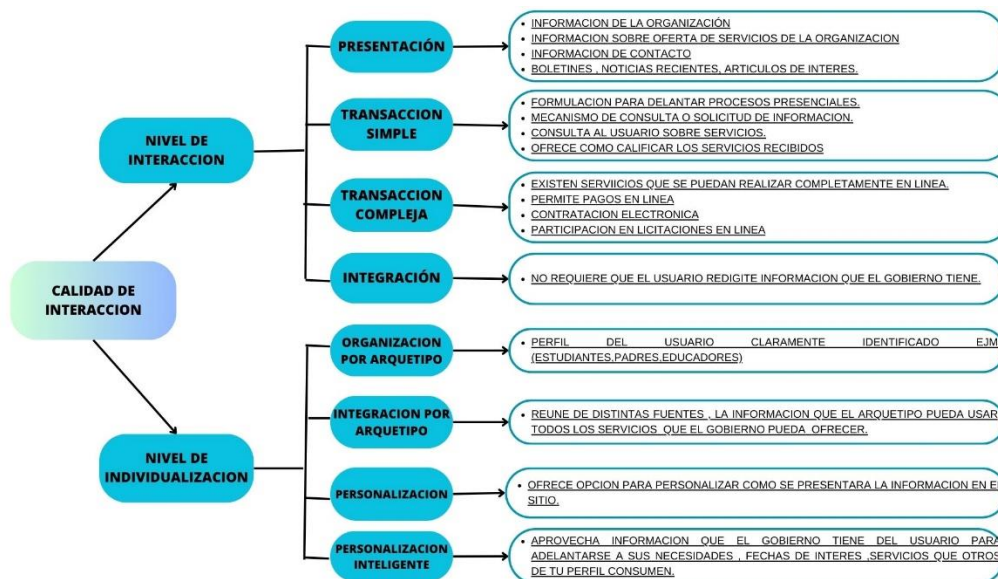 CALIDAD DE
INTERACCION
NIVEL DE
INTERACCION
PRESENTACIÓN
• INFORMACION DE LA ORGANIZACIÓN
• INFORMACION SOBRE OFERTA DE SERVICIOS DE LA ORGANIZACION
• INFORMACION DE CONTACTO
• BOLETINES , NOTICIAS RECIENTES, ARTICULOS DE INTERES.
TRANSACCION
SIMPLE
• FORMULACION PARA DELANTAR PROCESOS PRESENCIALES.
• MECANISMO DE CONSULTA O SOLICITUD DE INFORMACION.
• CONSULTA AL USUARIO SOBRE SERVICIOS.
• OFRECE COMO CALIFICAR LOS SERVICIOS RECIBIDOS
TRANSACCION
COMPLEJA
• EXISTEN SERVIICIOS QUE SE PUEDAN REALIZAR COMPLETAMENTE EN LINEA.
• PERMITE PAGOS EN LINEA
• CONTRATACION ELECTRONICA
• PARTICIPACION EN LICITACIONES EN LINEA
INTEGRACIÓN
• NO REQUIERE QUE EL USUARIO REDIGITE INFORMACION QUE EL GOBIERNO TIENE.
NIVEL DE
INDIVIDUALIZACION
ORGANIZACION
POR ARQUETIPO
• PERFIL DEL USUARIO CLARAMENTE IDENTIFICADO EJM
(ESTUDIANTES,PADRES,EDUCADORES)
INTEGRACION POR
ARQUETIPO
• REUNE DE DISTINTAS FUENTES , LA INFORMACION QUE EL ARQUETIPO PUEDA USAR
TODOS LOS SERVICIOS QUE EL GOBIERNO PUEDA OFRECER.
PERSONALIZACION
• OFRECE OPCION PARA PERSONALIZAR COMO SE PRESENTARA LA INFORMACION EN EL
SITIO.
PERSONALIZACION
INTELIGENTE
• APROVECHA INFORMACION QUE EL GOBIERNO TIENE DEL USUARIO PARA
ADELANTARSE A SUS NECESIDADES , FECHAS DE INTERES ,SERVICIOS QUE OTROS
DE TU PERFIL CONSUMEN.